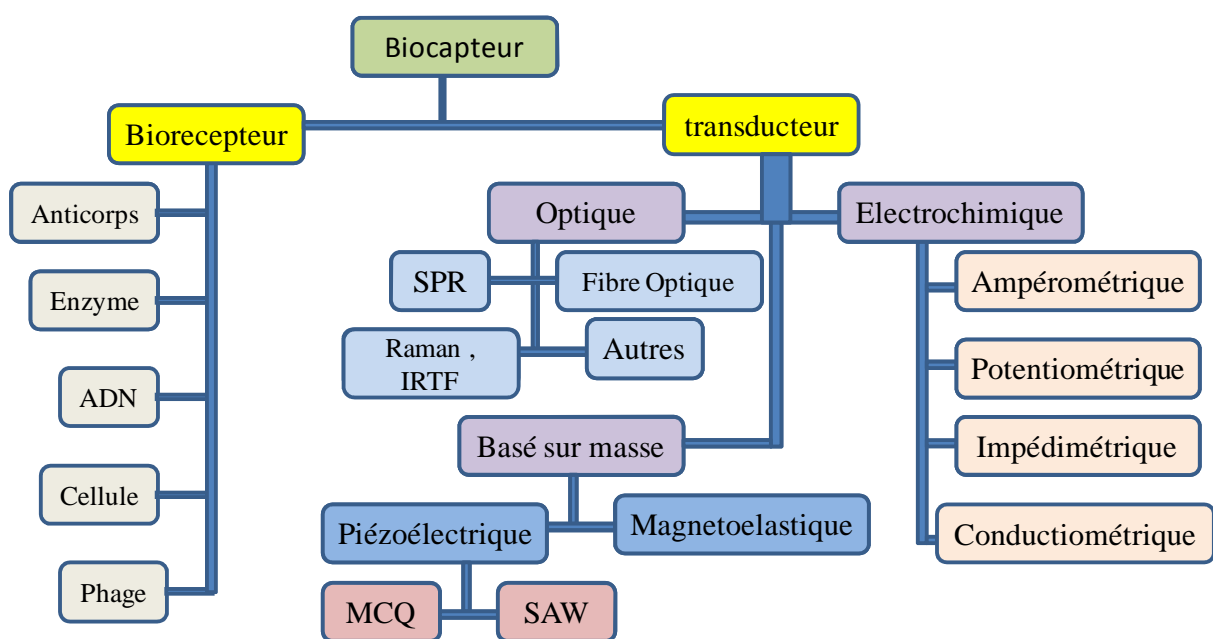 Biocapteur
Biorecepteur
transducteur
Anticorps
Enzyme
ADN
Cellule
Phage
Optique
Electrochimique
SPR
Fibre Optique
Raman ,
IRTF
Autres
Basé sur masse
Piézoélectrique
Magnetoelastique
MCQ
SAW
Ampérométrique
Potentiométrique
Impédimétrique
Conductiométrique